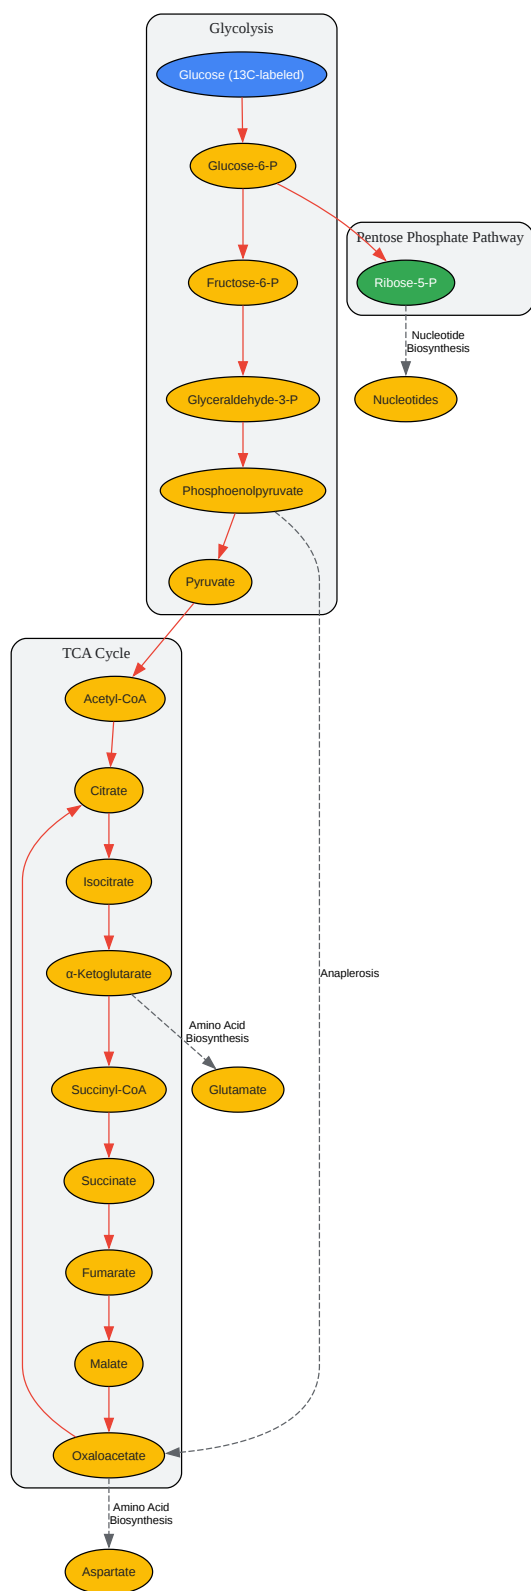 Glycolysis
Glucose (13C-labeled)
Glucose-6-P
Pentose Phosphate Pathway
Fructose-6-P
Ribose-5-P
Nucleotide
Biosynthesis
Glyceraldehyde-3-P
Nucleotides
Phosphoenolpyruvate
Pyruvate
TCA Cycle
Acetyl-CoA
Citrate
Isocitrate
α-Ketoglutarate
Anaplerosis
Amino Acid
Biosynthesis
Succinyl-CoA
Glutamate
Succinate
Fumarate
Malate
Oxaloacetate
Amino Acid
Biosynthesis
Aspartate